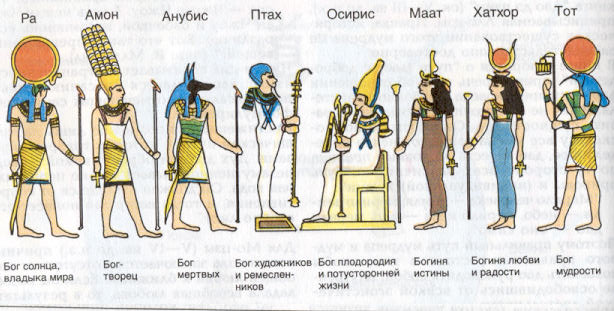 Ра Амон Анубис Птах Осирис Маат Хатхор Тот
Бог солнца,
владыка мира
Бог-
творец
Бог
мертвых
Бог художников
и ремеслен-
ников
Бог плодородия
и потусторонней
жизни
Богиня
истины
Богиня любви
и радости
Бог
мудрости